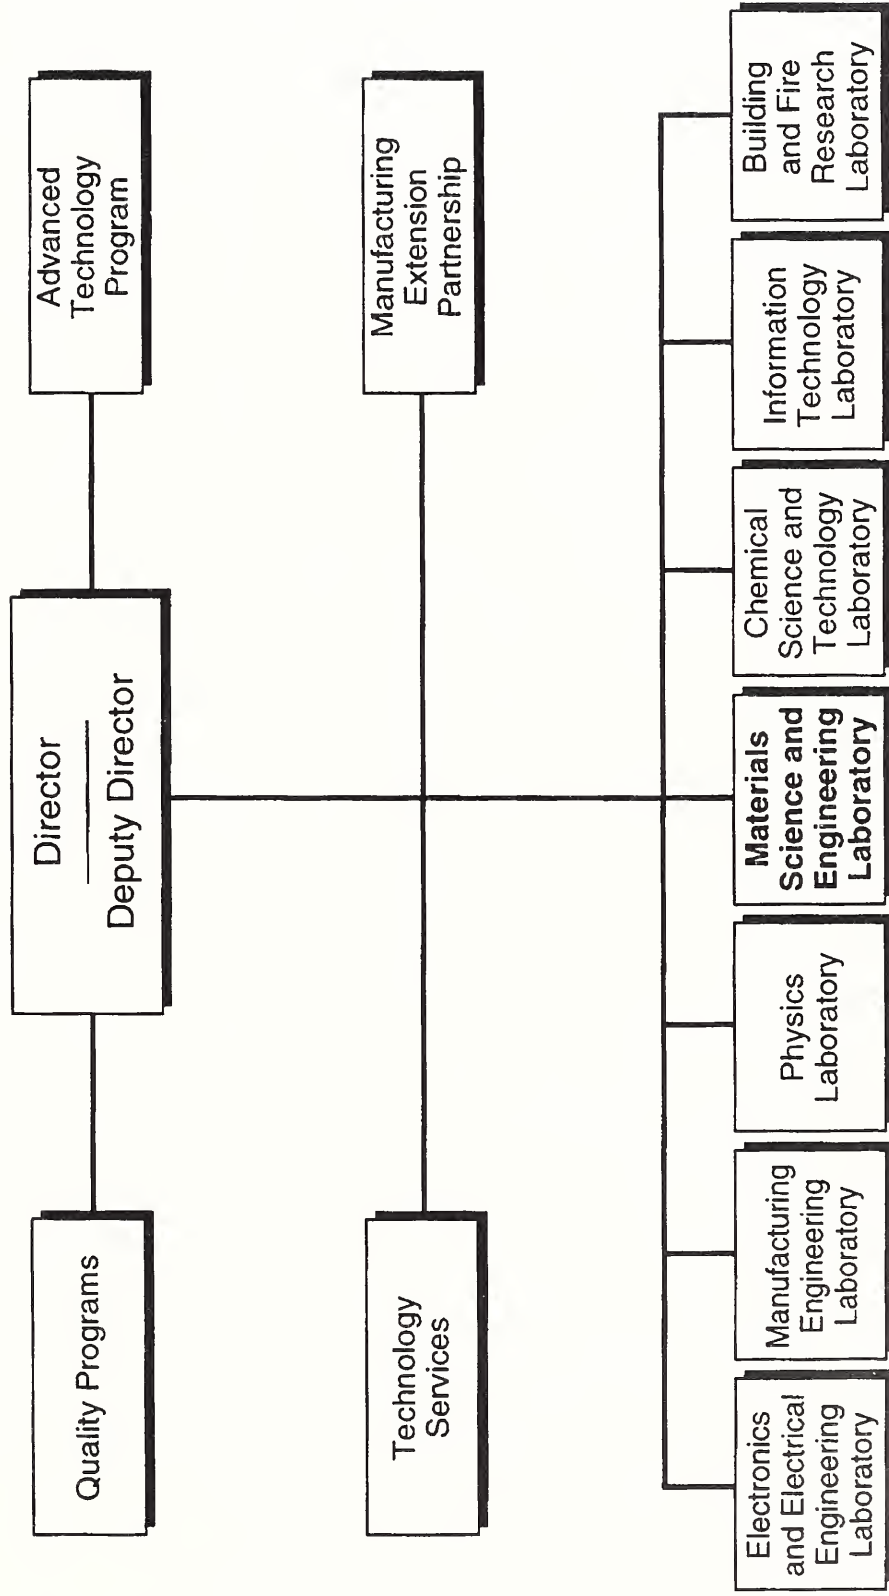 Director
Deputy Director
Quality Programs
Advanced
Technology
Program
Technology
Services
Manufacturing
Extension
Partnership
Electronics
and Electrical
Engineering
Laboratory
Manufacturing
Engineering
Laboratory
Physics
Laboratory
Materials
Science and
Engineering
Laboratory
Chemical
Science and
Technology
Laboratory
Information
Technology
Laboratory
Building
and Fire
Research
Laboratory